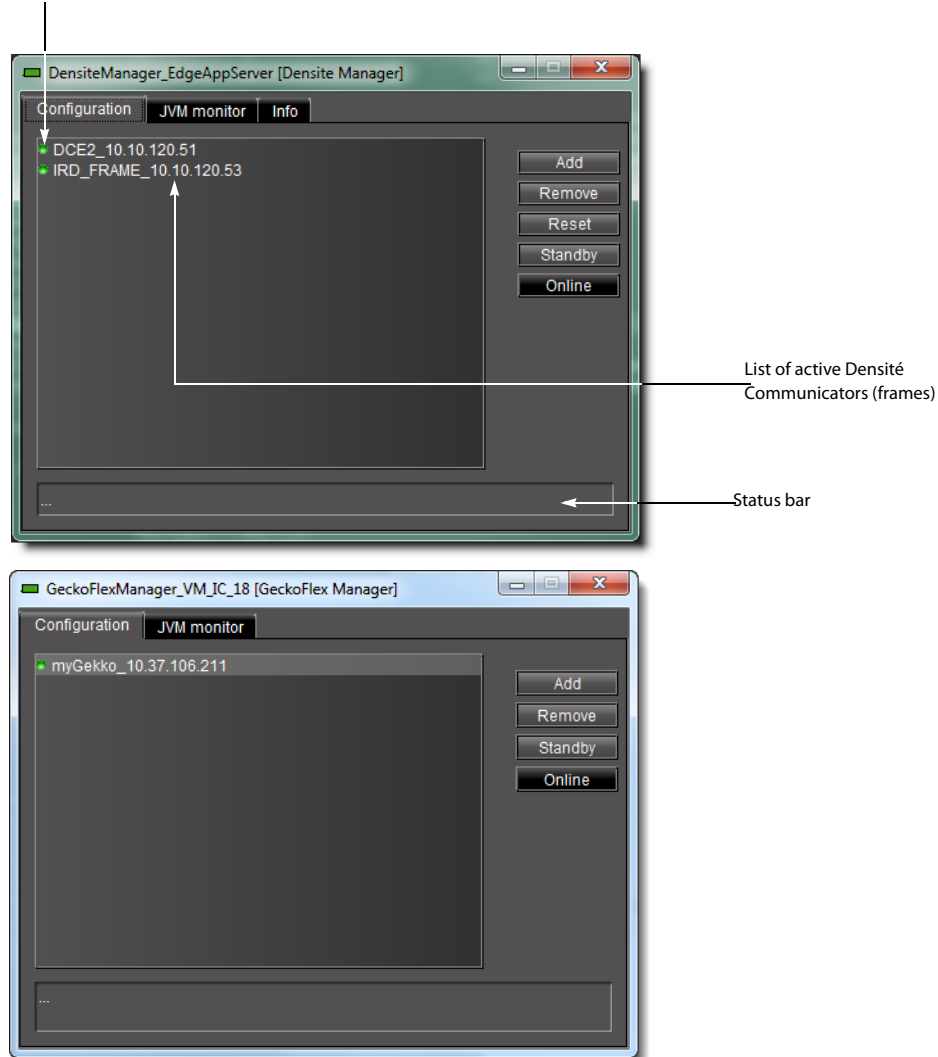 DensiteManager_EdgeAppServer [Densite Manager]
Configuration JVM monitor Info
DCE2_10.10.120.51
IRD_FRAME_10.10.120.53
Add
Remove
Reset
Standby
Online
List of active Densité
Communicators (frames)
...
Status bar
GeckoFlexManager_VM_IC_18 [GeckoFlex Manager]
Configuration JVM monitor
myGekko_10.37.106.211
Add
Remove
Standby
Online
...